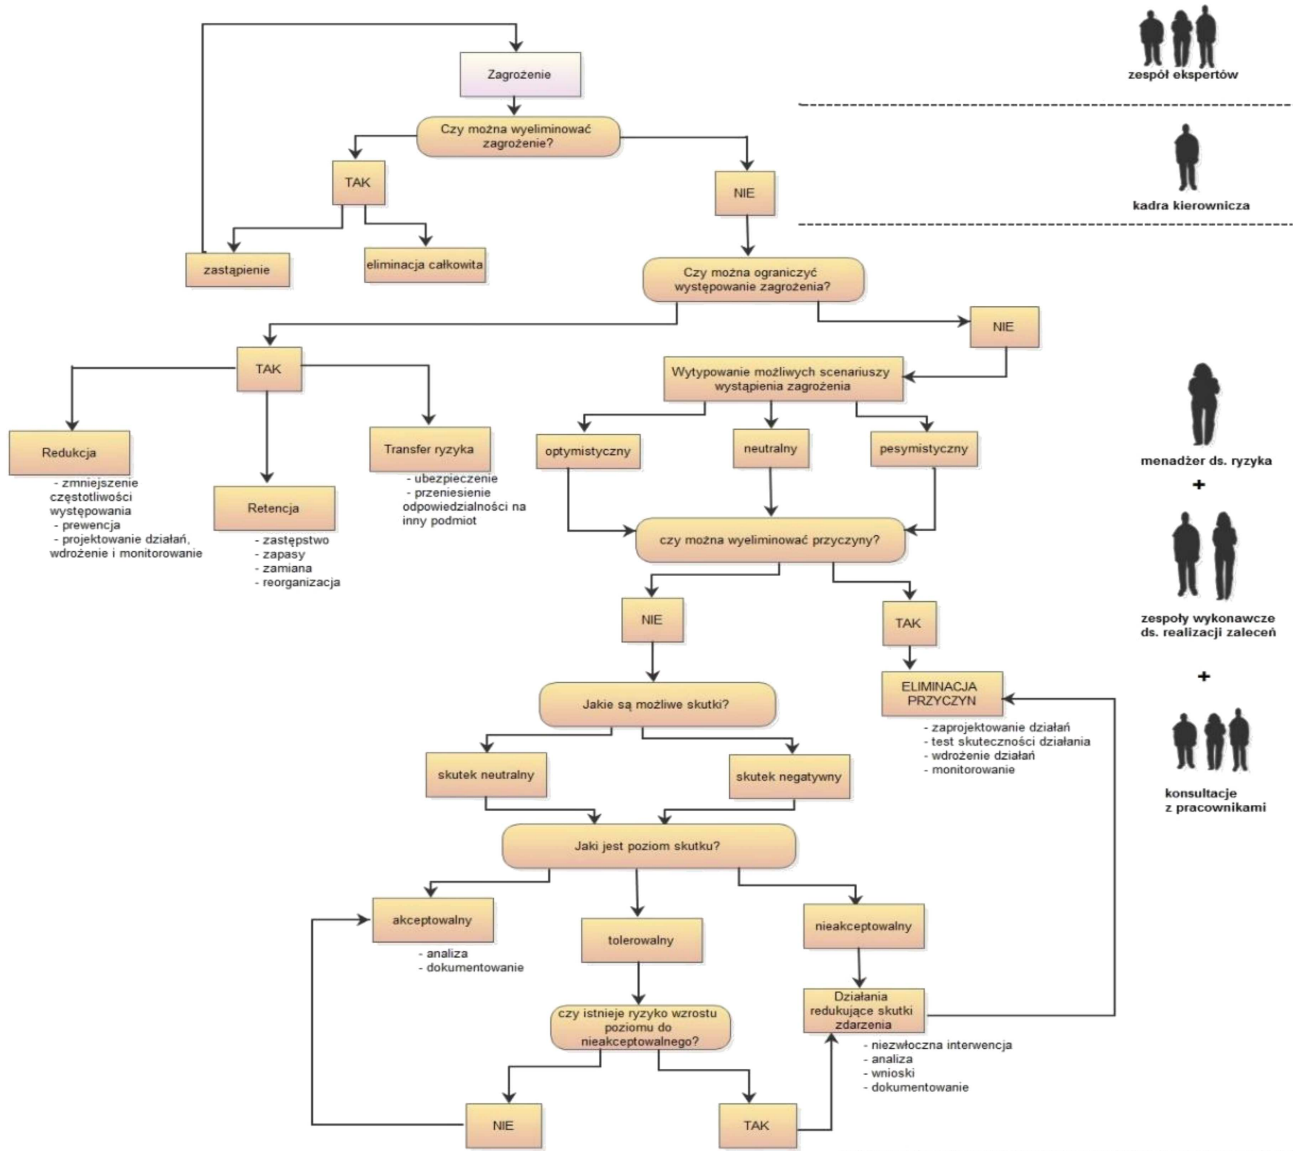 Zagrożenie
zespół ekspertów
Czy można wyeliminować
zagrożenie?
TAK
NIE
kadra kierownicza
zastąpienie
eliminacja całkowita
Czy można ograniczyć
występowanie zagrożenia?
NIE
TAK
Wytypowanie możliwych scenariuszy
wystąpienia zagrożenia
Redukcja
- zmniejszenie
częstotliwości
występowania
- prewencja
- projektowanie działań,
wdrożenie i monitorowanie
Retencja
- zastępstwo
- zapasy
- zamiana
- reorganizacja
Transfer ryzyka
- ubezpieczenie
- przeniesienie
odpowiedzialności na
inny podmiot
optymistyczny
neutralny
pesymistyczny
menadżer ds. ryzyka
+
czy można wyeliminować przyczyny?
NIE
TAK
zespoły wykonawcze
ds. realizacji zaleceń
+
Jakie są możliwe skutki?
ELIMINACJA
PRZYCZYN
- zaprojektowanie działań
- test skuteczności działania
- wdrożenie działań
- monitorowanie
skutek neutralny
skutek negatywny
konsultacje
z pracownikami
Jaki jest poziom skutku?
akceptowalny
- analiza
- dokumentowanie
tolerowalny
nieakceptowalny
czy istnieje ryzyko wzrostu
poziomu do
nieakceptowalnego?
Działania
redukujące skutki
zdarzenia
- niezwłoczna interwencja
- analiza
- wnioski
- dokumentowanie
NIE
TAK